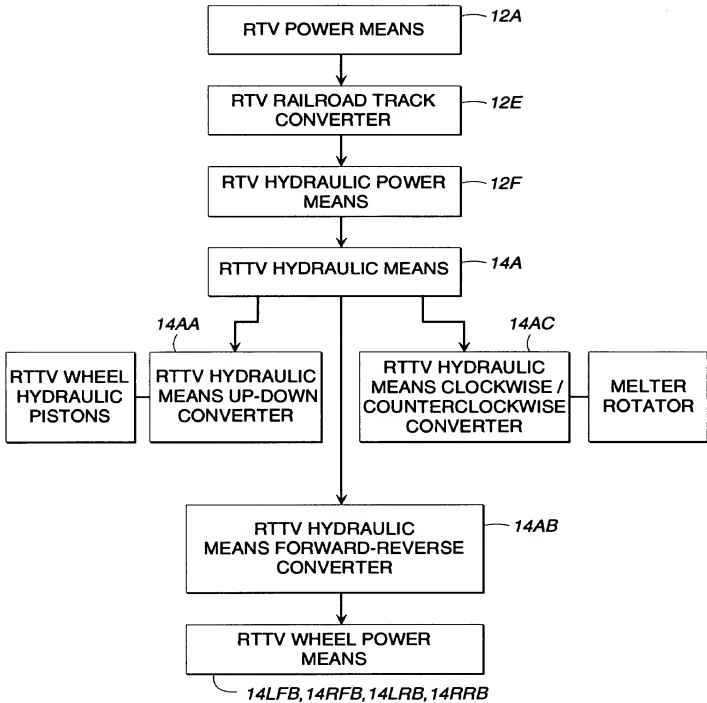 RTV POWER MEANS
12A
RTV RAILROAD TRACK
CONVERTER
12E
RTV HYDRAULIC POWER
MEANS
12F
RTTV HYDRAULIC MEANS
14A
14AA
14AC
RTTV WHEEL
HYDRAULIC
PISTONS
RTTV HYDRAULIC
MEANS UP-DOWN
CONVERTER
RTTV HYDRAULIC
MEANS CLOCKWISE /
COUNTERCLOCKWISE
CONVERTER
MELTER
ROTATOR
RTTV HYDRAULIC
MEANS FORWARD-REVERSE
CONVERTER
14AB
RTTV WHEEL POWER
MEANS
14LFB, 14RFB, 14LRB, 14RRB